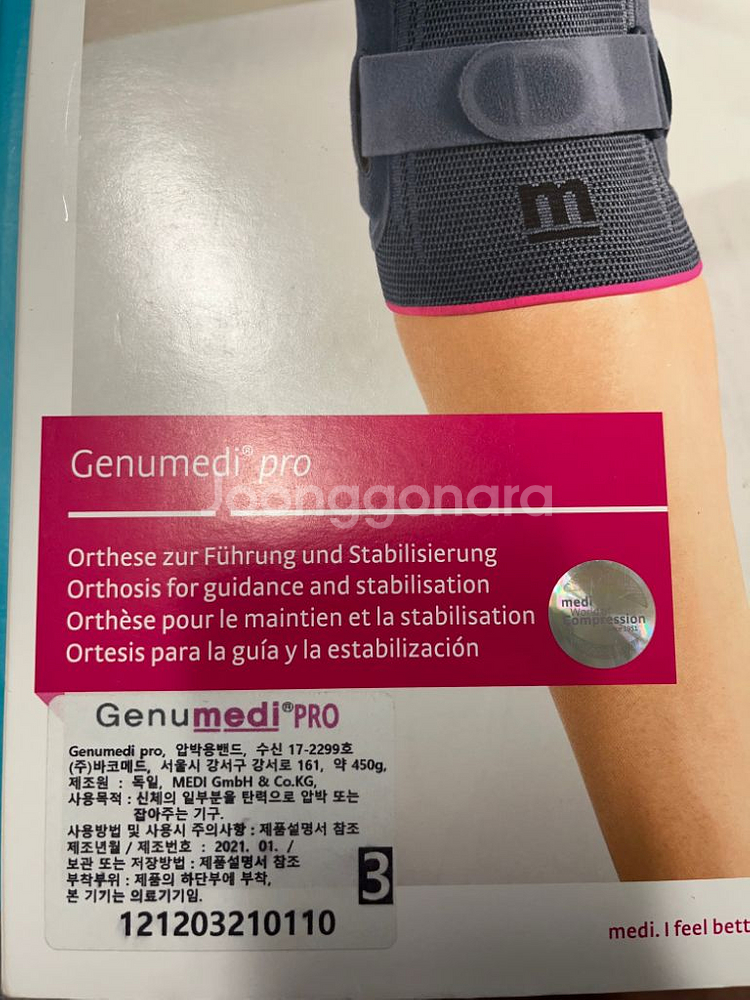 m
Genumedi® pro
Joonggonara
Orthese zur Führung und Stabilisierung
Orthosis for guidance and stabilisation
Orthèse pour le maintien et la stabilisation
Ortesis para la guía y la estabilización
medi
World of
Compression
GenumediⓇPRO
Genumedi pro, 압박용밴드, 수신 17-2299호
(주)바코메드, 서울시 강서구 강서로 161, 약 450g,
제조원 : 독일, MEDI GmbH & Co.KG,
사용목적 : 신체의 일부분을 탄력으로 압박 또는
잡아주는 기구.
사용방법 및 사용시 주의사항 : 제품설명서 참조
제조년월 / 제조번호 : 2021. 01. /
보관 또는 저장방법 : 제품설명서 참조
부착부위 : 제품의 하단부에 부착,
본 기기는 의료기기임.
3
121203210110
medi. I feel bett